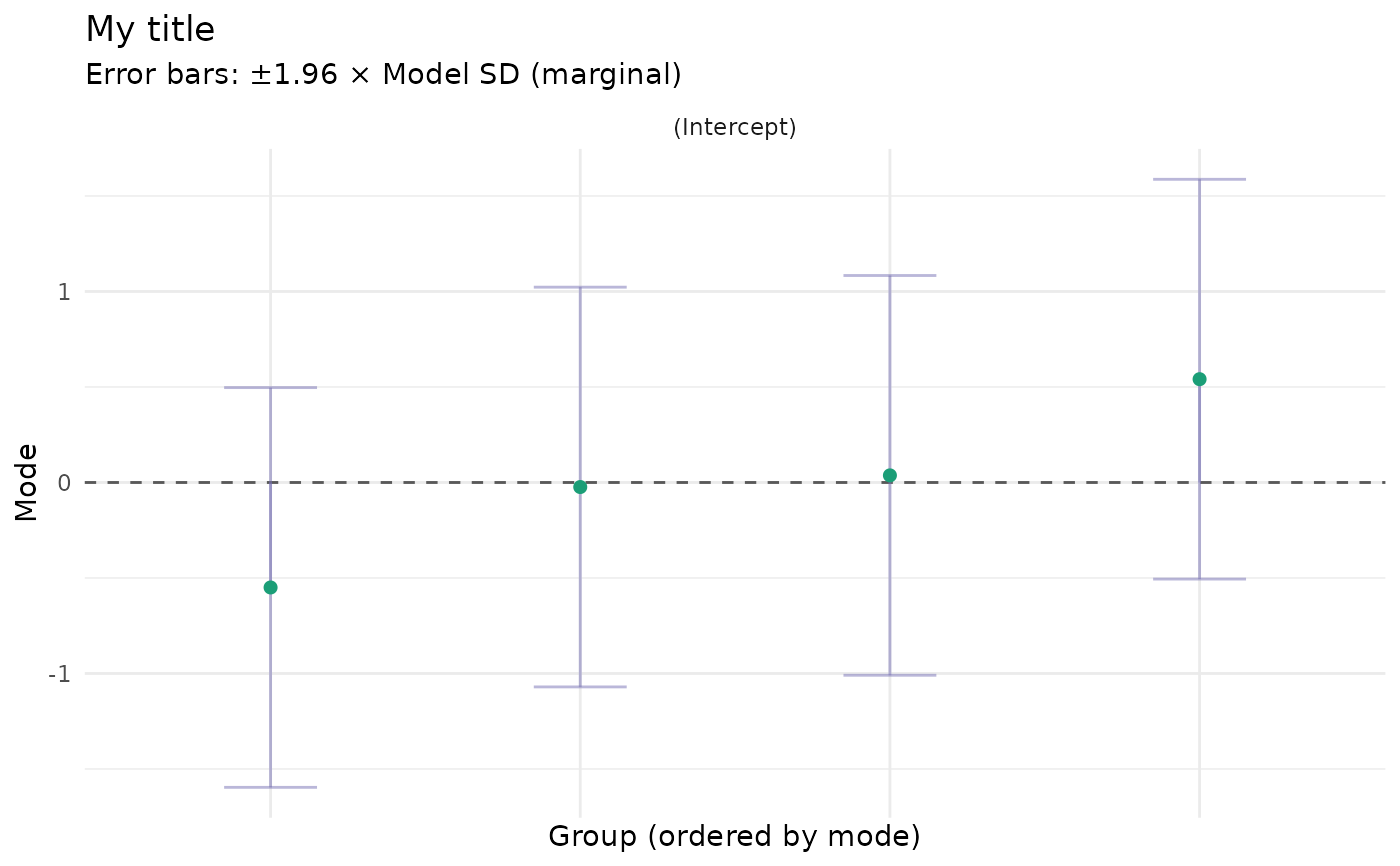 My title
Error bars: ±1.96 × Model SD (marginal)
(Intercept)
1
0
-1
Mode
Group (ordered by mode)